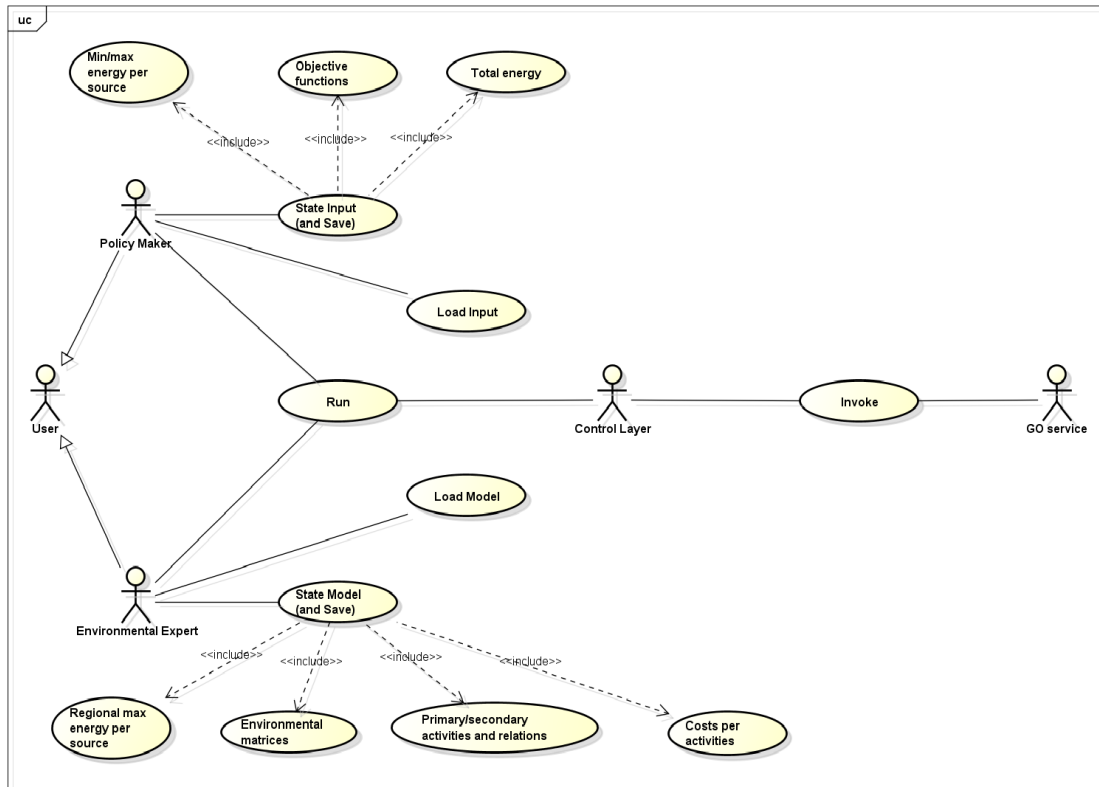 uc
Min/max
energy per
source
Objective
functions
Total energy
<<include>>
<<include>>
<<include>>
State Input
(and Save)
Policy Maker
Load Input
User
Run
Control Layer
Invoke
GO service
Load Model
Environmental Expert
State Model
(and Save)
<<include>>
<<include>>
<<include>>
<<include>>
Regional max
energy per
source
Environmental
matrices
Primary/secondary
activities and relations
Costs per
activities